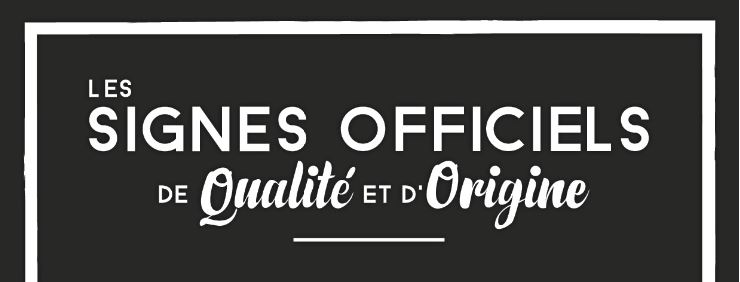 LES
SIGNES OFFICIELS
DE Qualité ET D'Origine